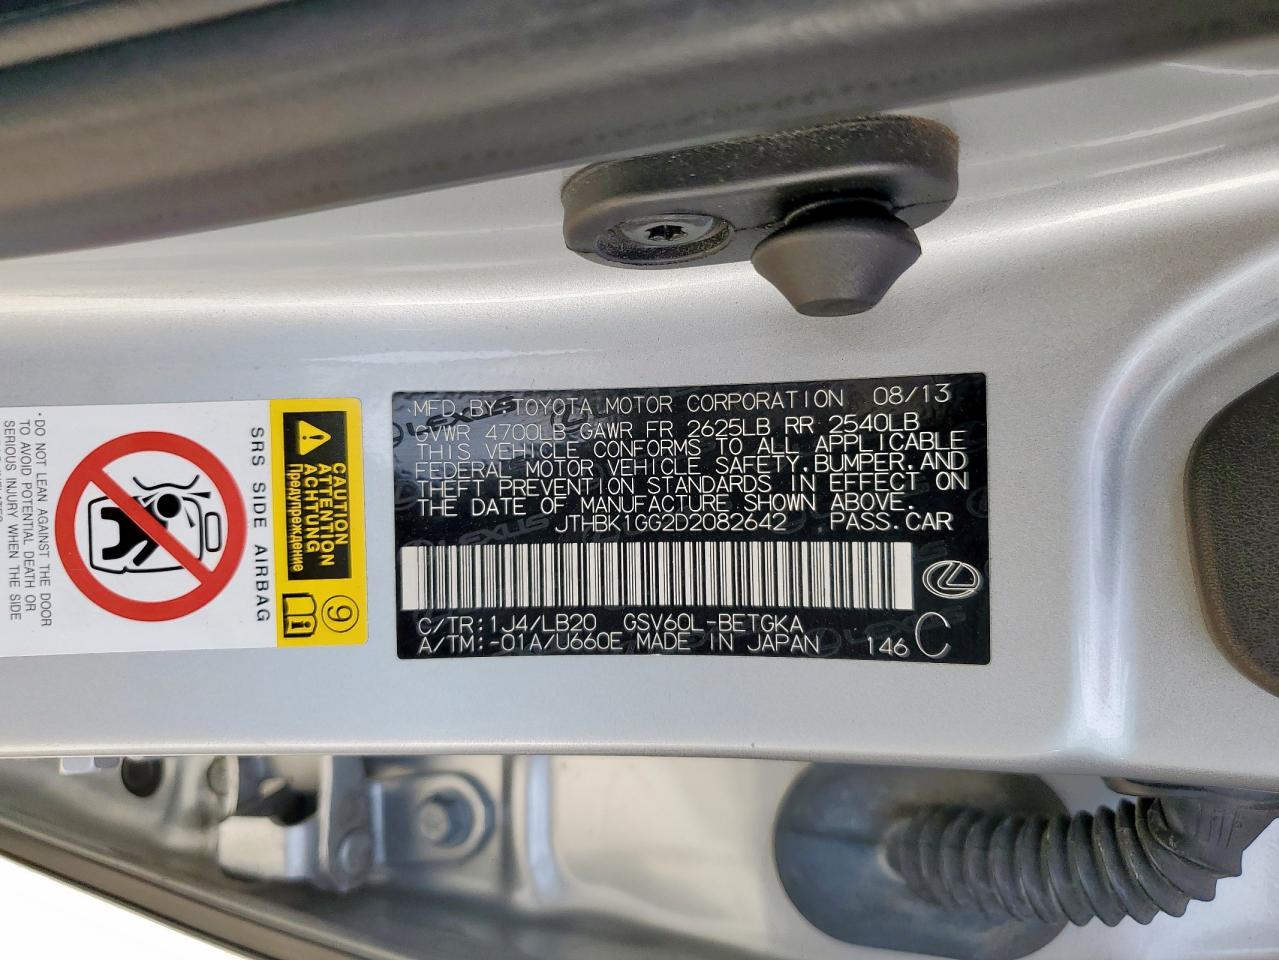 MFD.BY TOYOTA MOTOR CORPORATION 08/13
GVWR 4700LB GAWR FR 2625LB RR 2540LB
THIS VEHICLE CONFORMS TO ALL APPLICABLE
FEDERAL MOTOR VEHICLE SAFETY,BUMPER,AND
THEFT PREVENTION STANDARDS IN EFFECT ON
THE DATE OF MANUFACTURE SHOWN ABOVE.
JTHBK1GG2D2082642 PASS.CAR
C/TR:1J4/LB20 GSV60L-BETGKA
A/TM:-01A/U660E MADE IN JAPAN 146 C
CAUTION
ATTENTION
ACHTUNG
Предупреждение
9
SRS SIDE AIRBAG
·DO NOT LEAN AGAINST THE DOOR
TO AVOID POTENTIAL DEATH OR
SERIOUS INJURY WHEN THE SIDE